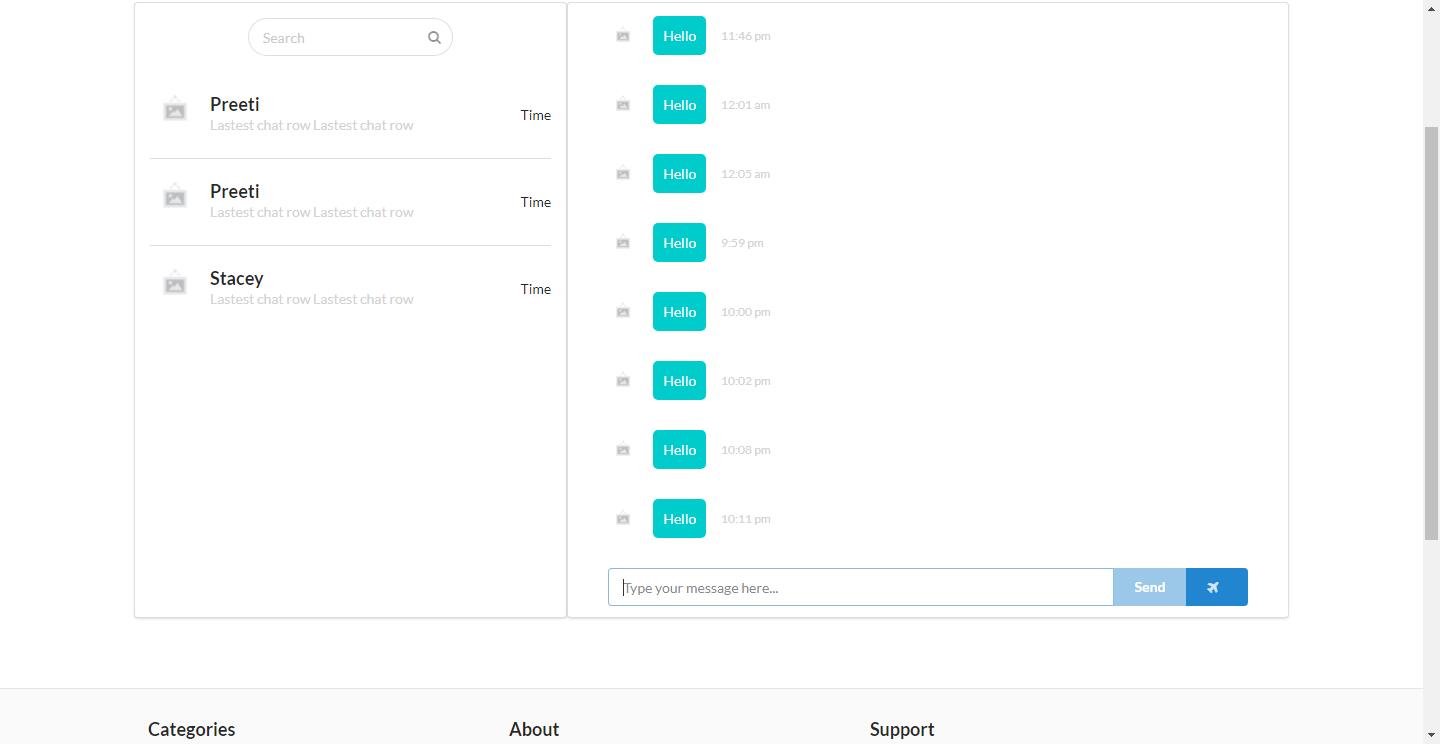 Search
Preeti
Lastest chat row Lastest chat row
Time
Preeti
Lastest chat row Lastest chat row
Time
Stacey
Lastest chat row Lastest chat row
Time
Hello 11:46 pm
Hello 12:01 am
Hello 12:05 am
Hello 9:59 pm
Hello 10:00 pm
Hello 10:02 pm
Hello 10:08 pm
Hello 10:11 pm
Type your message here... Send
Categories About Support